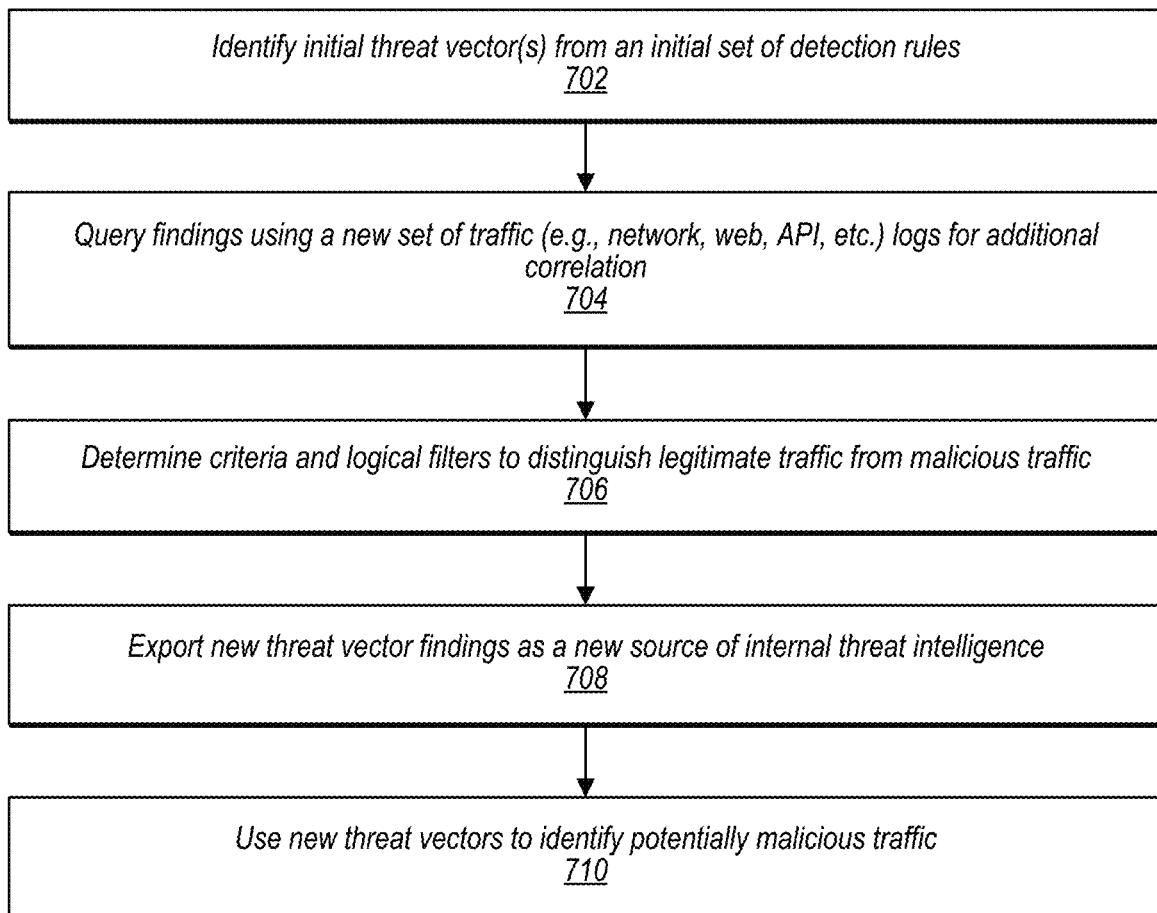 Identify initial threat vector(s) from an initial set of detection rules
702
Query findings using a new set of traffic (e.g., network, web, API, etc.) logs for additional
correlation
704
Determine criteria and logical filters to distinguish legitimate traffic from malicious traffic
706
Export new threat vector findings as a new source of internal threat intelligence
708
Use new threat vectors to identify potentially malicious traffic
710